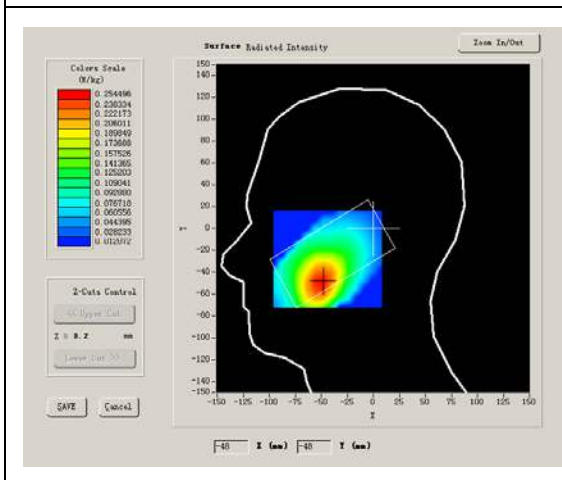 Surface Radiated Intensity
Zoom In/Out
Colors Scale
(W/kg)
0.254496
0.238334
0.222173
0.206011
0.189849
0.173688
0.157526
0.141365
0.125203
0.109041
0.092880
0.076718
0.060556
0.044395
0.028233
0.012072
Z-Cuts Control
<< Upper Cut
Z = 8.2 mm
Lower Cut >>
SAVE
Cancel
150
140
120
100
80
60
40
20
0
-20
-40
-60
-80
-100
-120
-140
-150
Y
-150 -125 -100 -75 -50 -25 0 25 50 75 100 125 150
X
-48 X (mm) -48 Y (mm)